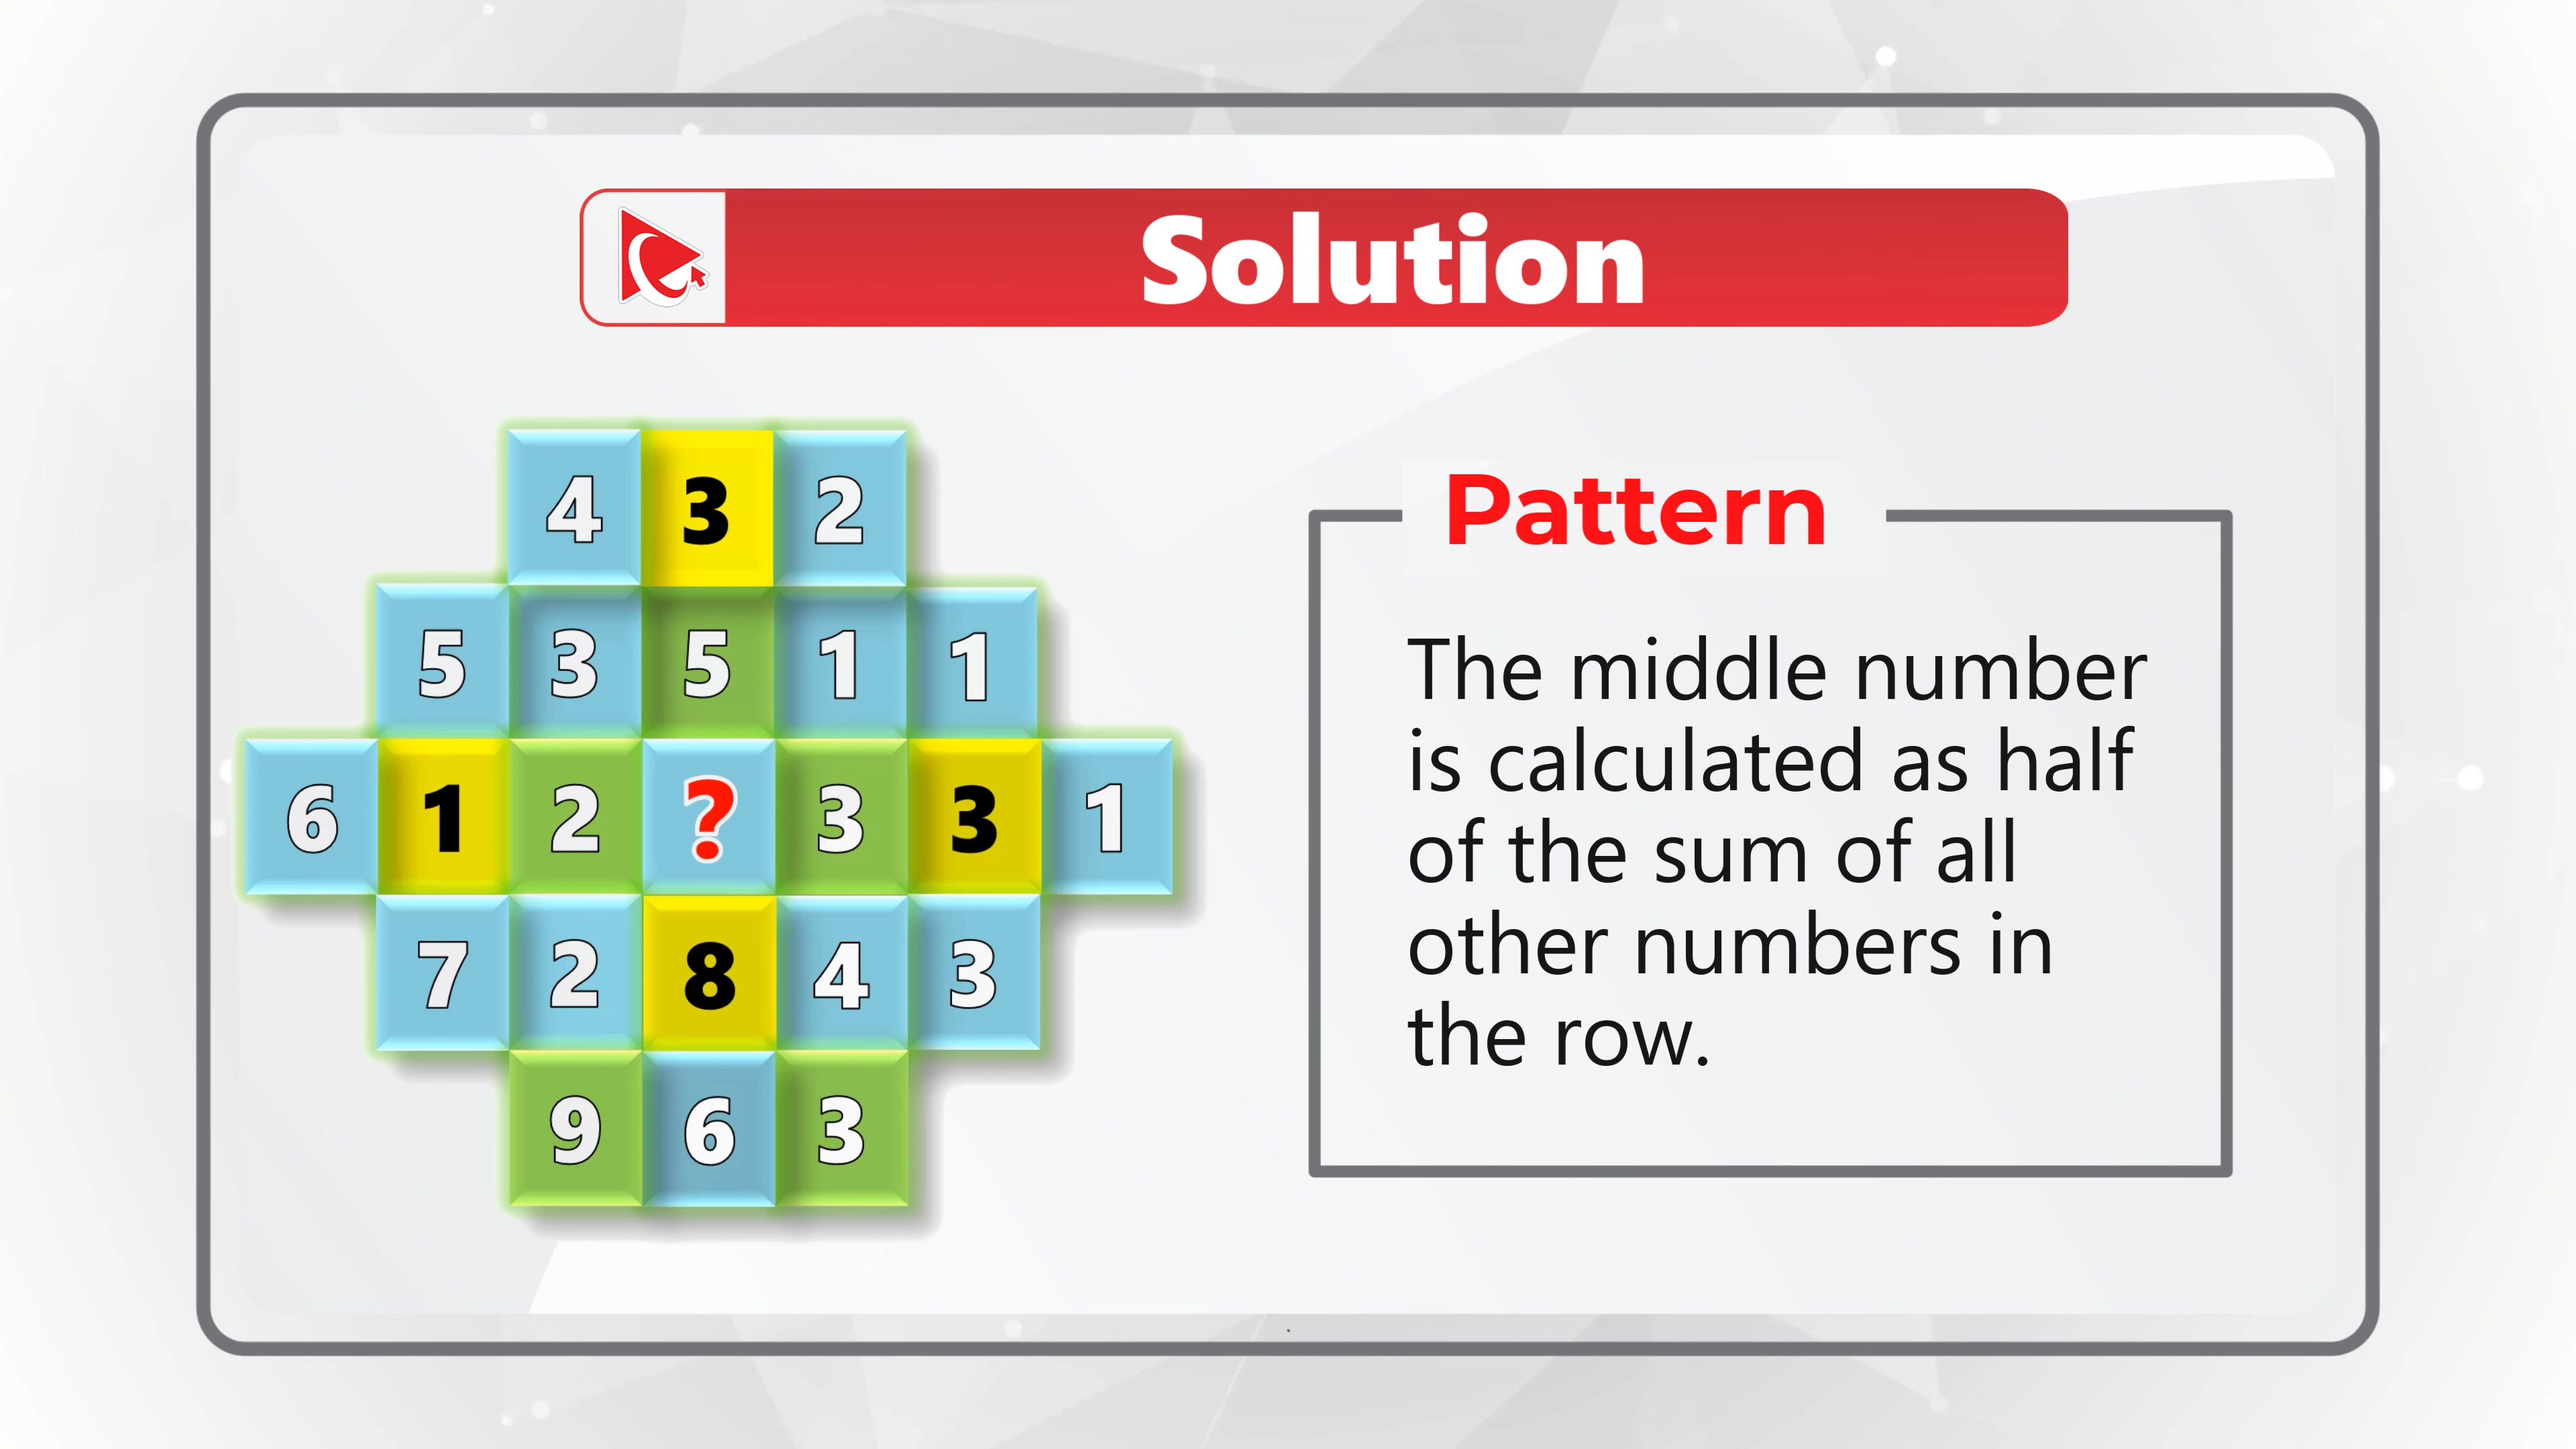 Solution
4 3 2
Pattern
5 3 5 1 1
The middle number
is calculated as half
6 1 2 ? 3 3 1
of the sum of all
other numbers in
7 2 8 4 3
the row.
9 6 3